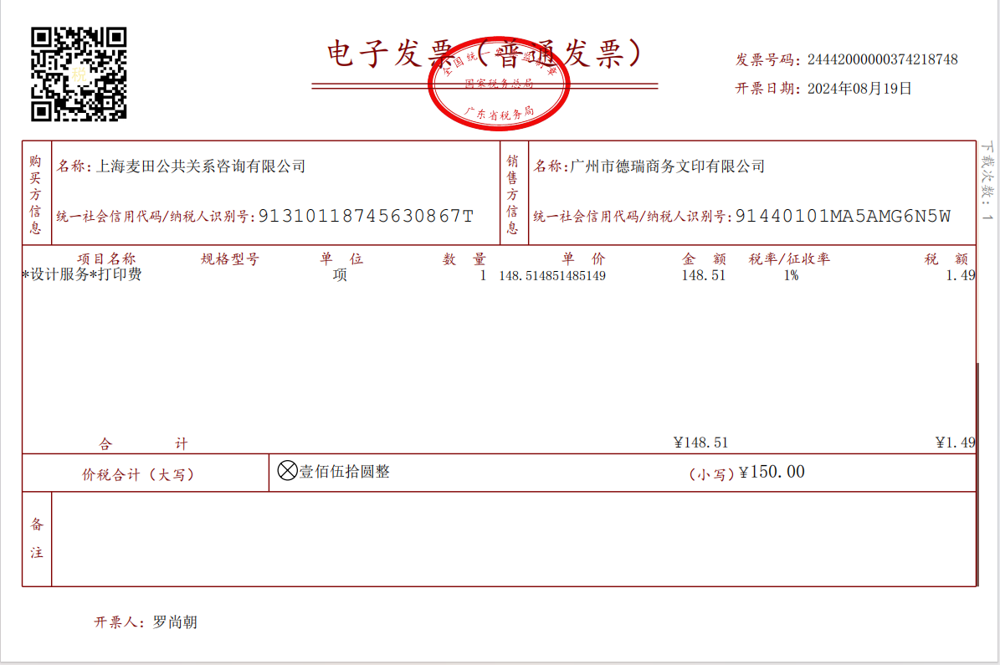 电子发票（普通发票）
全国统一发票监制章
国家税务总局
广东省税务局
税
发票号码：24442000000374218748
开票日期：2024年08月19日
购买方信息
名称：上海麦田公共关系咨询有限公司
统一社会信用代码/纳税人识别号：91310118745630867T
销售方信息
名称：广州市德瑞商务文印有限公司
统一社会信用代码/纳税人识别号：91440101MA5AMG6N5W
下载次数：1
项目名称 规格型号 单位 数量 单价 金额 税率/征收率 税额
*设计服务*打印费 项 1 148.514851485149 148.51 1% 1.49
合计 ¥148.51 ¥1.49
价税合计（大写） ⊗壹佰伍拾圆整 （小写）¥150.00
备注
开票人：罗尚朝